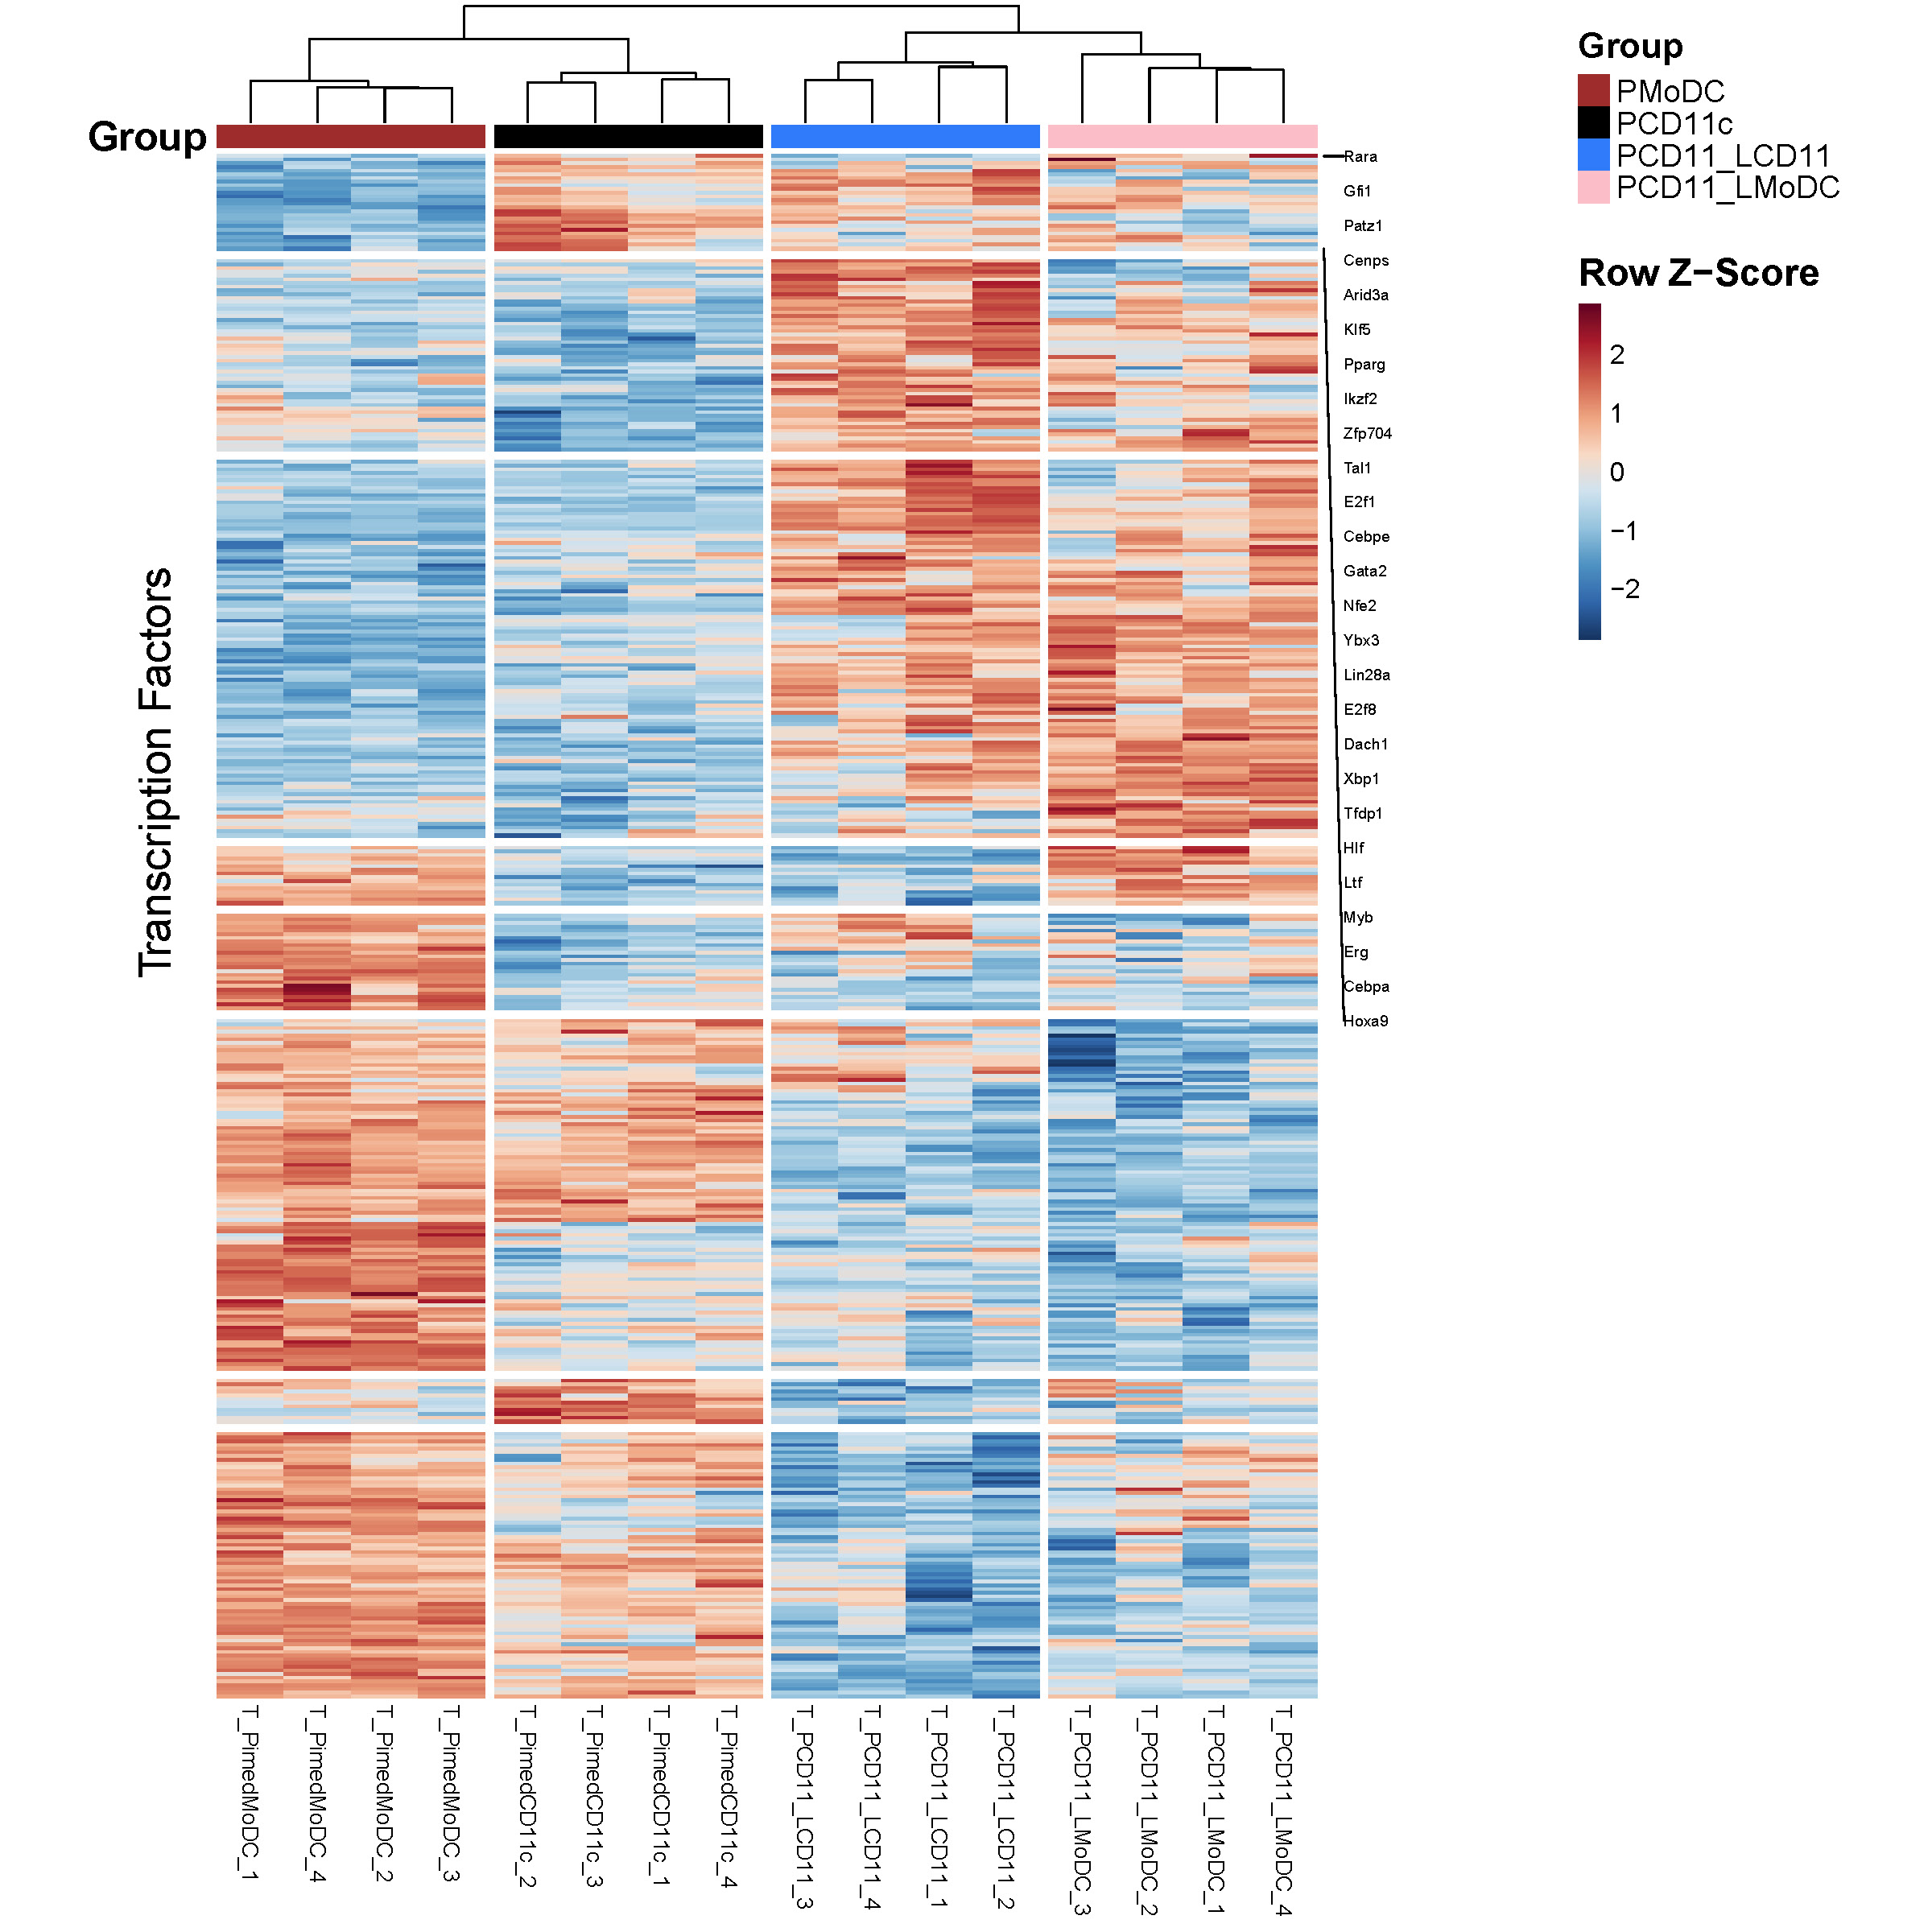 Group
PMoDC
PCD11c
PCD11_LCD11
PCD11_LMoDC
Row Z−Score
2
1
0
−1
−2
Group
Transcription Factors
Rara
Gfi1
Patz1
Cenps
Arid3a
Klf5
Pparg
Ikzf2
Zfp704
Tal1
E2f1
Cebpe
Gata2
Nfe2
Ybx3
Lin28a
E2f8
Dach1
Xbp1
Tfdp1
Hlf
Ltf
Myb
Erg
Cebpa
Hoxa9
T_PimedMoDC_1
T_PimedMoDC_4
T_PimedMoDC_2
T_PimedMoDC_3
T_PimedCD11c_2
T_PimedCD11c_3
T_PimedCD11c_1
T_PimedCD11c_4
T_PCD11_LCD11_3
T_PCD11_LCD11_4
T_PCD11_LCD11_1
T_PCD11_LCD11_2
T_PCD11_LMoDC_3
T_PCD11_LMoDC_2
T_PCD11_LMoDC_1
T_PCD11_LMoDC_4